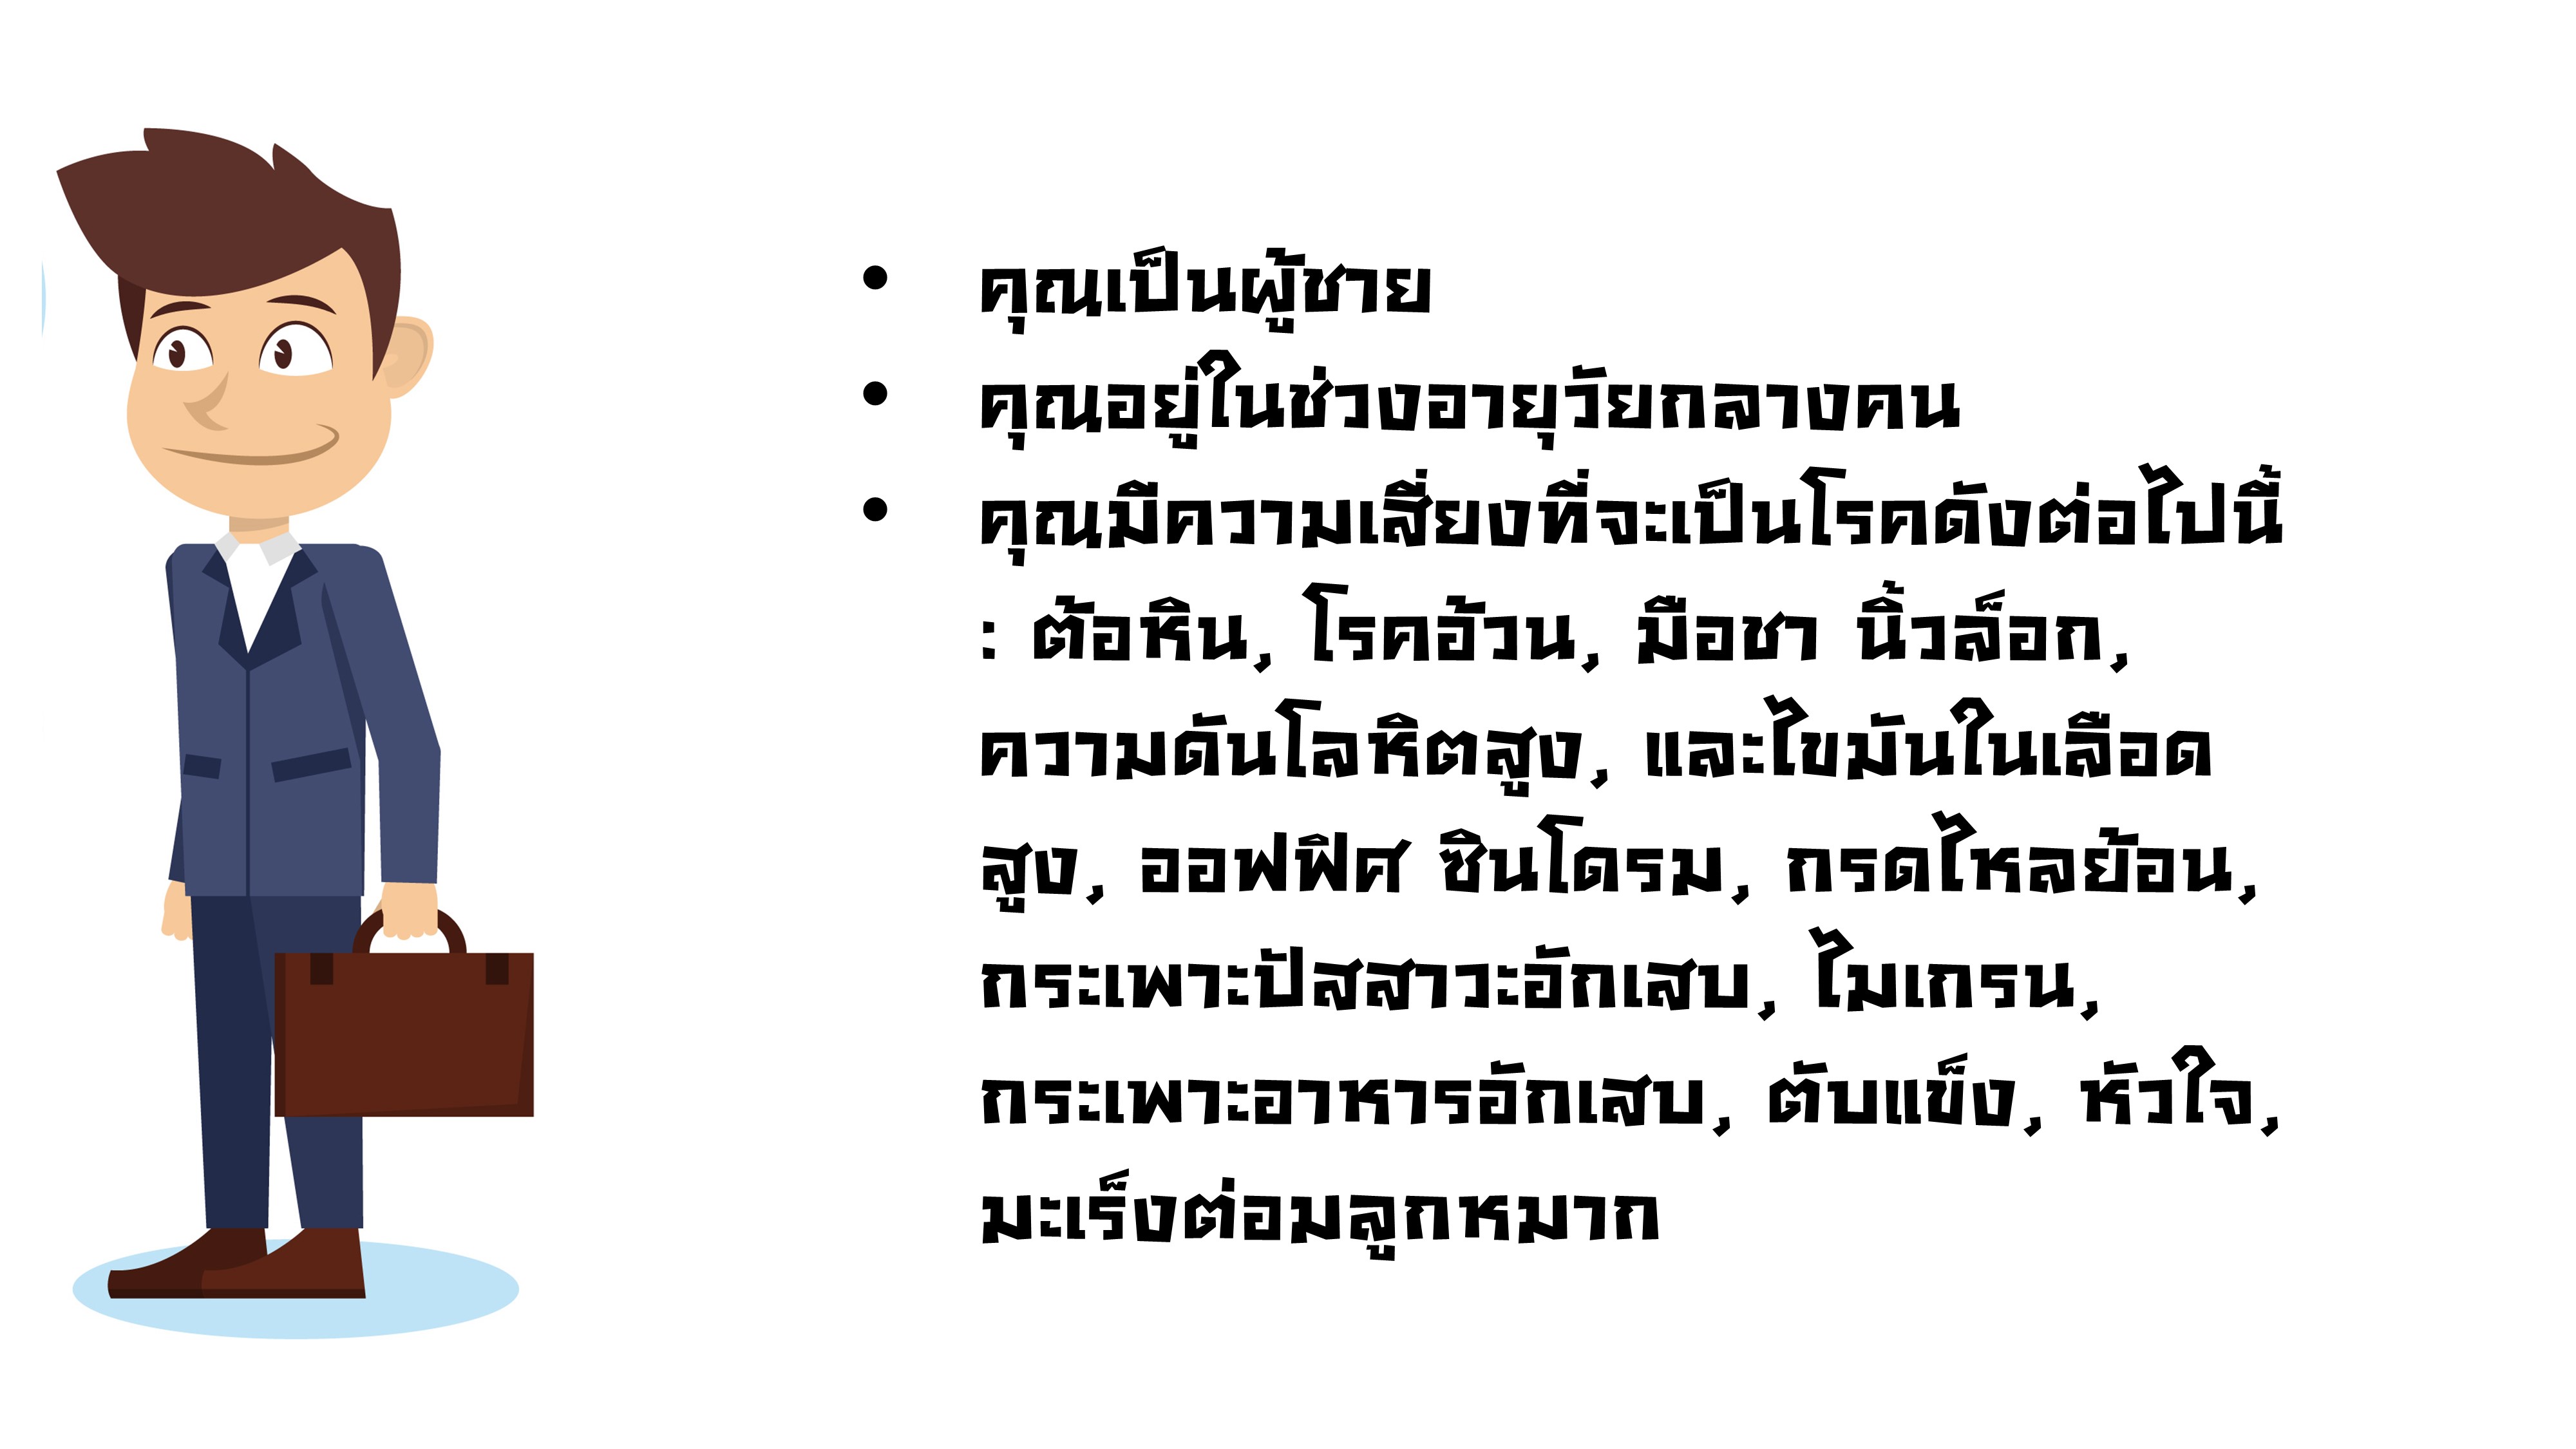 • คุณเป็นผู้ชาย
• คุณอยู่ในช่วงอายุวัยกลางคน
• คุณมีความเสี่ยงที่จะเป็นโรคดังต่อไปนี้
: ต้อหิน, โรคอ้วน, มือชา นิ้วล็อก,
ความดันโลหิตสูง, และไขมันในเลือด
สูง, ออฟฟิศ ซินโดรม, กรดไหลย้อน,
กระเพาะปัสสาวะอักเสบ, ไมเกรน,
กระเพาะอาหารอักเสบ, ตับแข็ง, หัวใจ,
มะเร็งต่อมลูกหมาก